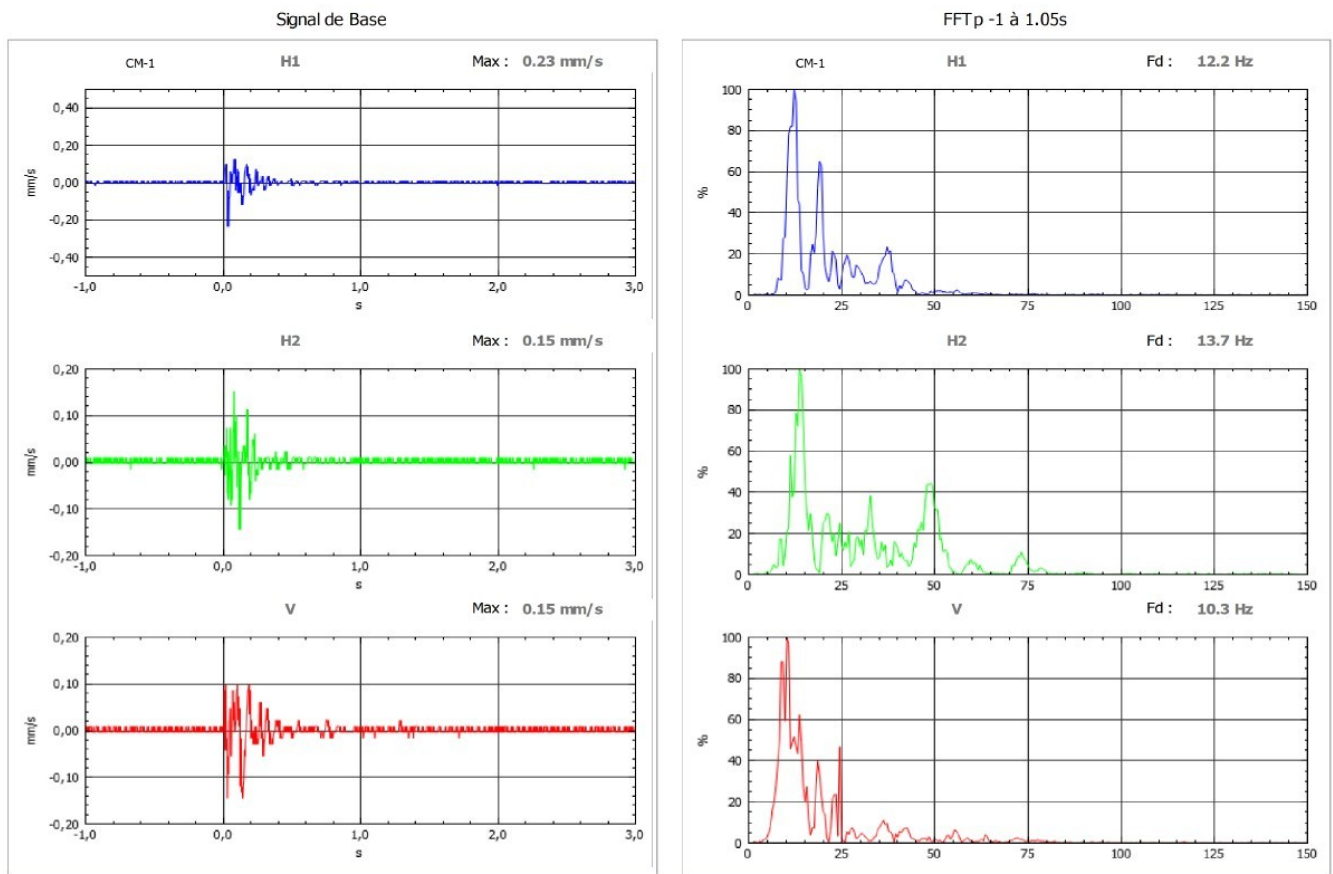 Signal de Base
CM-1 H1 Max : 0.23 mm/s
0,40
0,20
0,00
-0,20
-0,40
mm/s
-1,0 0,0 1,0 2,0 3,0
s
H2 Max : 0.15 mm/s
0,20
0,10
0,00
-0,10
-0,20
mm/s
-1,0 0,0 1,0 2,0 3,0
s
V Max : 0.15 mm/s
0,20
0,10
0,00
-0,10
-0,20
mm/s
-1,0 0,0 1,0 2,0 3,0
s
FFTp -1 à 1.05s
CM-1 H1 Fd : 12.2 Hz
100
80
60
40
20
0
%
0 25 50 75 100 125 150
H2 Fd : 13.7 Hz
100
80
60
40
20
0
%
0 25 50 75 100 125 150
V Fd : 10.3 Hz
100
80
60
40
20
0
%
0 25 50 75 100 125 150